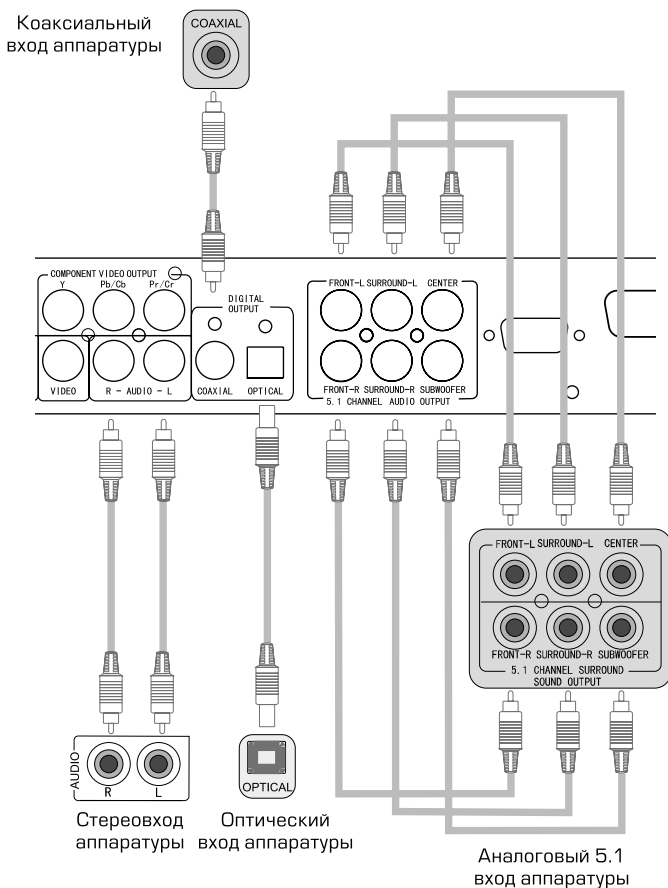 Коаксиальный
вход аппаратуры
COAXIAL
COMPONENT VIDEO OUTPUT
Y Pb/Cb Pr/Cr
DIGITAL
OUTPUT
FRONT-L SURROUND-L CENTER
VIDEO R - AUDIO - L COAXIAL OPTICAL
FRONT-R SURROUND-R SUBWOOFER
5.1 CHANNEL AUDIO OUTPUT
FRONT-L SURROUND-L CENTER
FRONT-R SURROUND-R SUBWOOFER
5.1 CHANNEL SURROUND
SOUND OUTPUT
AUDIO
R L
OPTICAL
Стереовход
аппаратуры
Оптический
вход аппаратуры
Аналоговый 5.1
вход аппаратуры